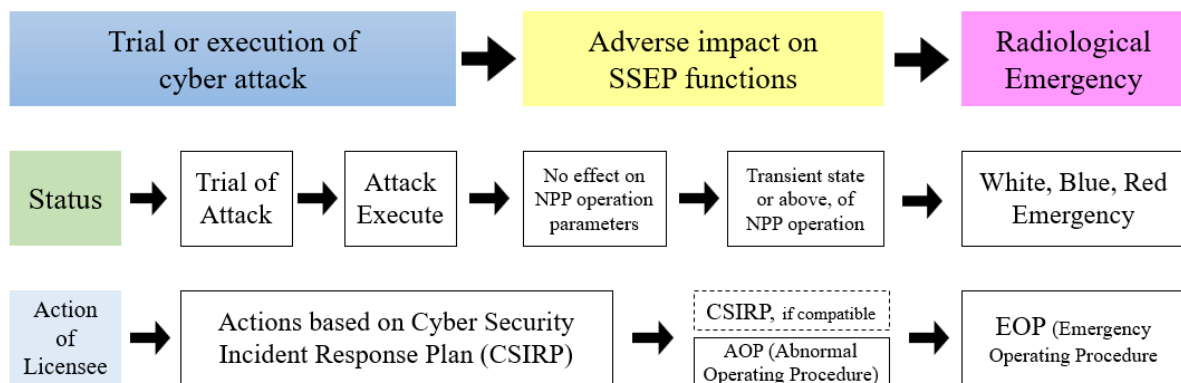 Trial or execution of
cyber attack
Adverse impact on
SSEP functions
Radiological
Emergency
Status
Trial of
Attack
Attack
Execute
No effect on
NPP operation
parameters
Transient state
or above, of
NPP operation
White, Blue, Red
Emergency
Action
of
Licensee
Actions based on Cyber Security
Incident Response Plan (CSIRP)
CSIRP, if compatible
AOP (Abnormal
Operating Procedure)
EOP (Emergency
Operating Procedure